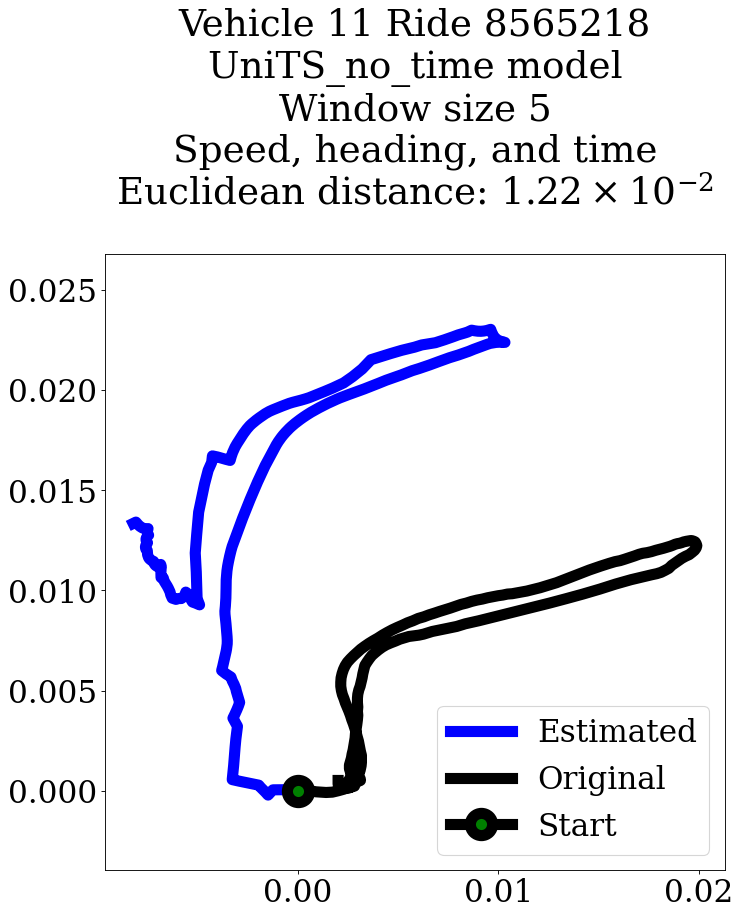 Vehicle 11 Ride 8565218
UniTS_no_time model
Window size 5
Speed, heading, and time
Euclidean distance: 1.22 × 10⁻²
0.025
0.020
0.015
0.010
0.005
0.000
0.00 0.01 0.02
Estimated
Original
Start